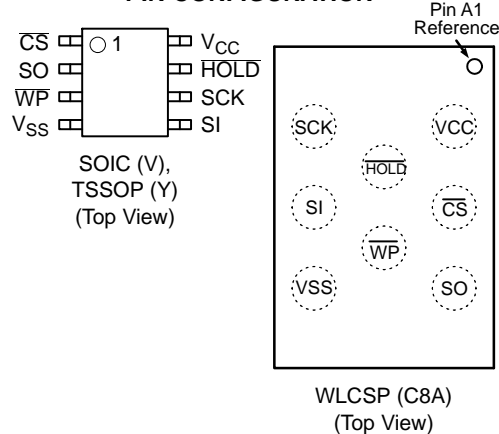 PIN CONFIGURATION
Pin A1
Reference
CS
SO
WP
VSS
1
VCC
HOLD
SCK
SI
SOIC (V),
TSSOP (Y)
(Top View)
SCK
VCC
HOLD
SI
CS
WP
VSS
SO
WLCSP (C8A)
(Top View)